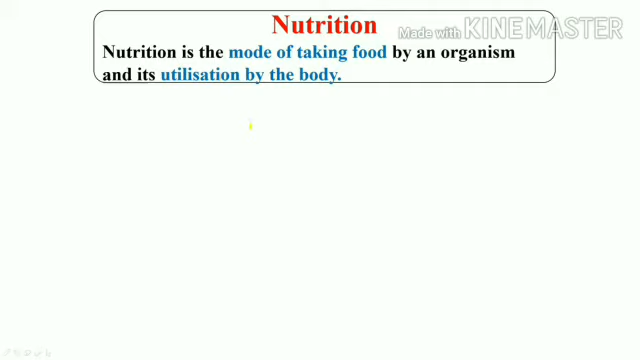 Nutrition
Made with KINEMASTER
Nutrition is the mode of taking food by an organism
and its utilisation by the body.